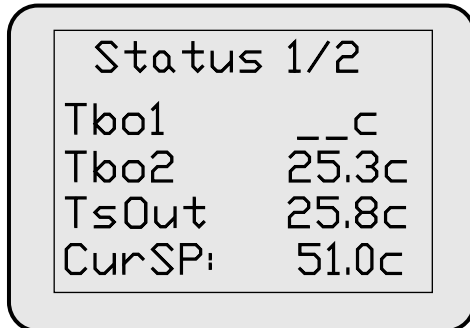 Status 1/2
Tbo1 __c
Tbo2 25.3c
TsOut 25.8c
CurSP: 51.0c